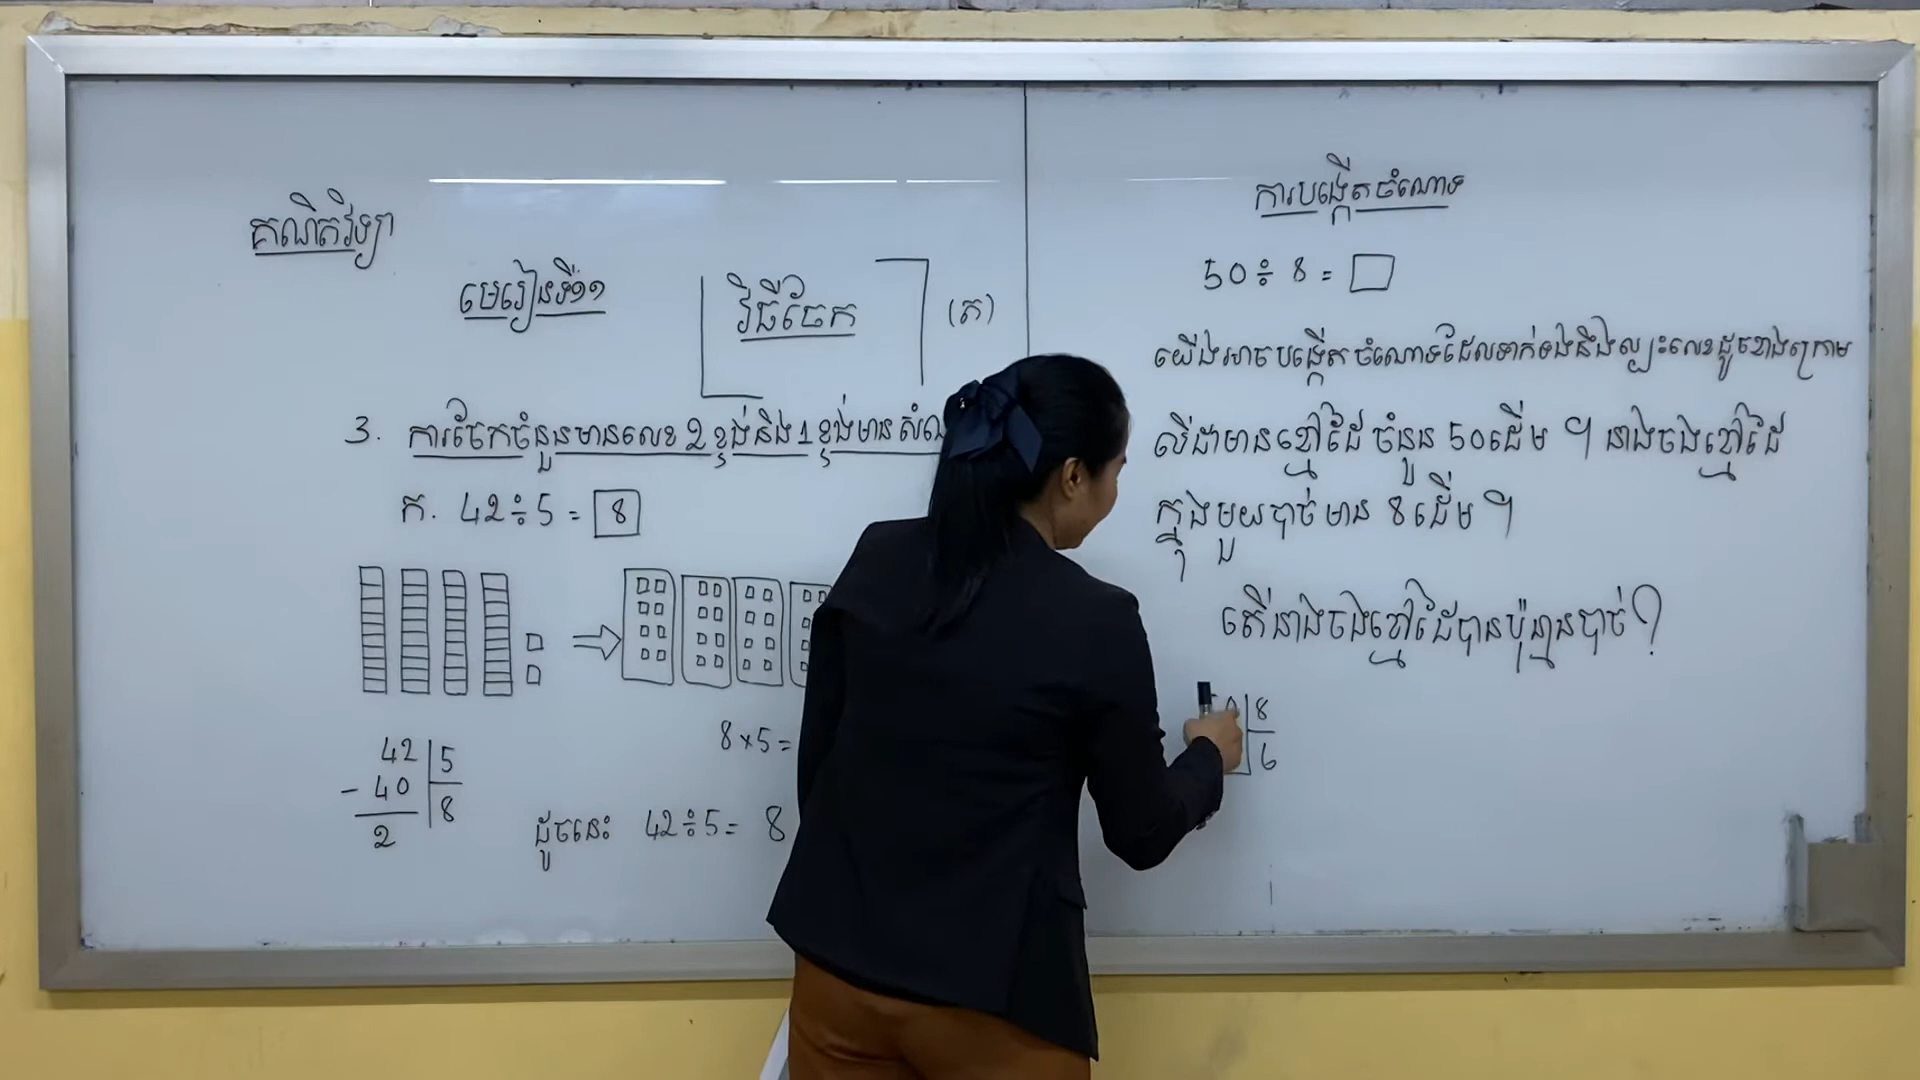 គណិតវិទ្យា
មេរៀនទី១១
វិធីចែក (ត)
3. ការចែកចំនួនមានលេខ 2 ខ្ទង់និង 1 ខ្ទង់មានសំណ
ក. 42 ÷ 5 = 8
8 × 5 =
42 5
- 40 8
2
ដូចនេះ 42 ÷ 5 = 8
ការបង្កើតចំណោទ
50 ÷ 8 =
យើងអាចបង្កើតចំណោទដែលទាក់ទងនឹងល្បះលេខដូចខាងក្រោម
លីដាមានខ្មៅដៃ ចំនួន 50ដើម ។ នាងចងខ្មៅដៃ
ក្នុងមួយបាច់មាន 8ដើម ។
តើនាងចងខ្មៅដៃបានប៉ុន្មានបាច់?
8
6